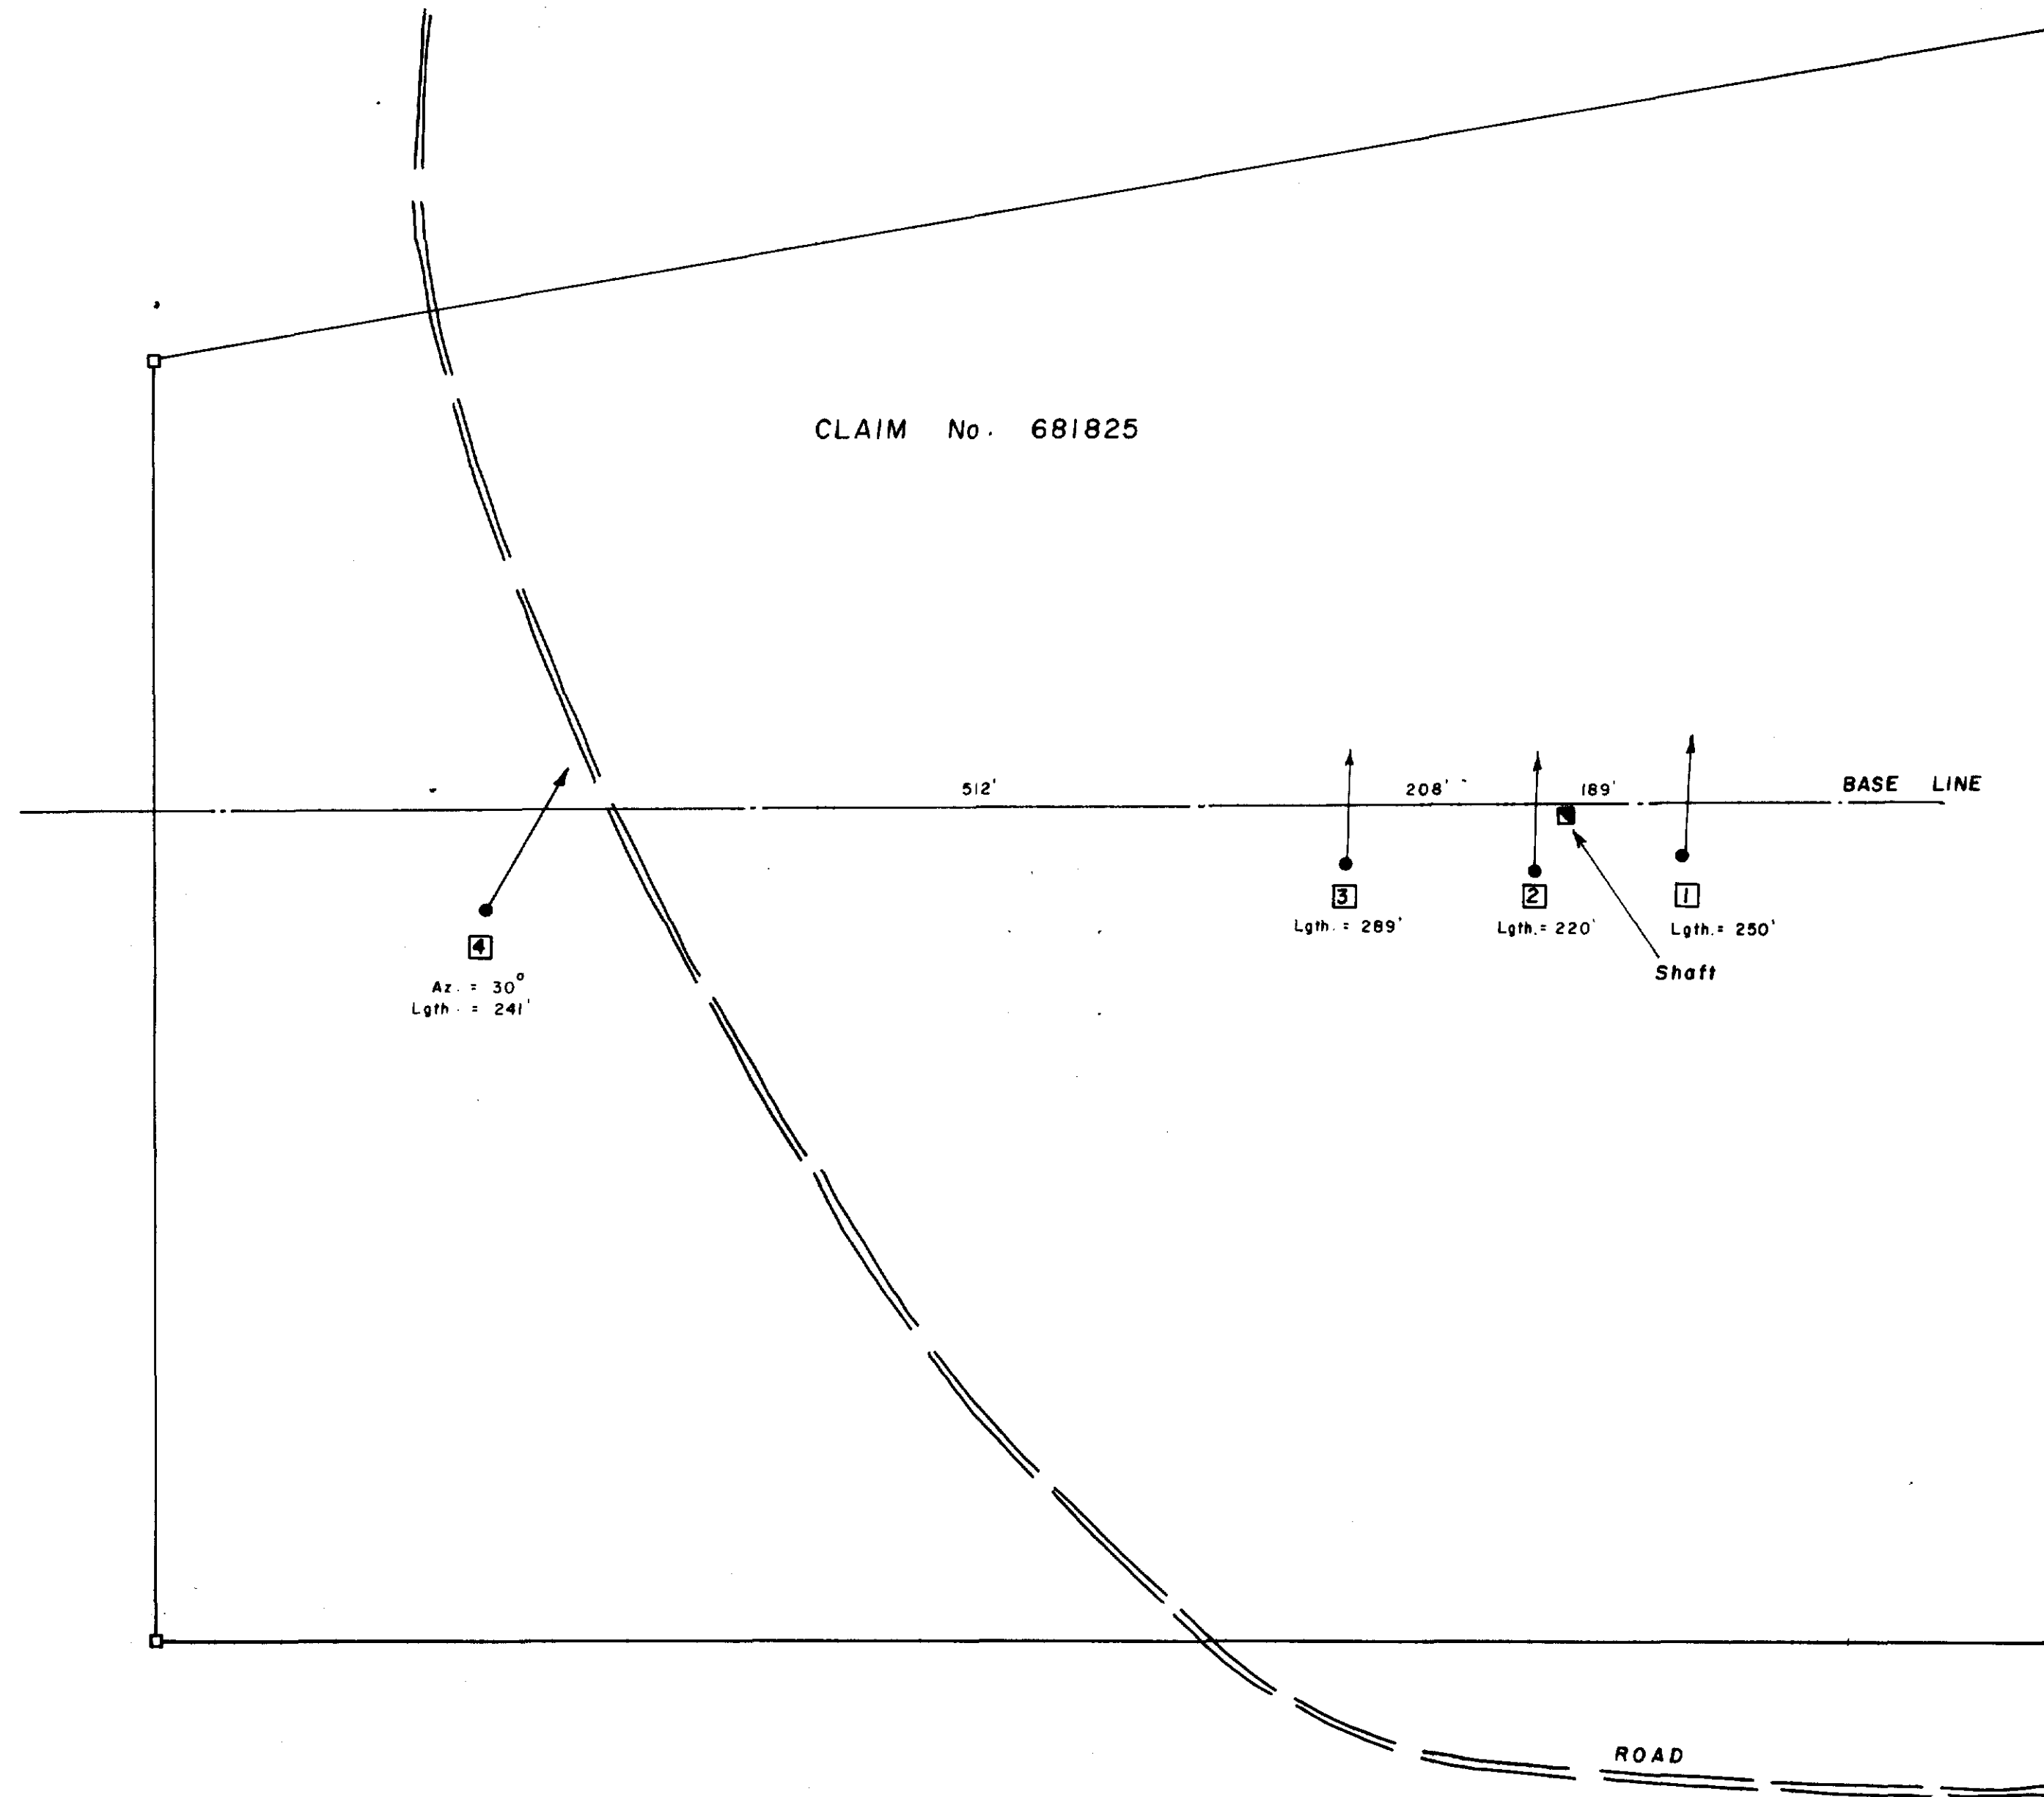 CLAIM No. 681825
512' 208' 189' BASE LINE
3 2 1
Lgth. = 289' Lgth. = 220' Lgth. = 250'
4
Shaft
Az. = 30°
Lgth. = 241'
ROAD